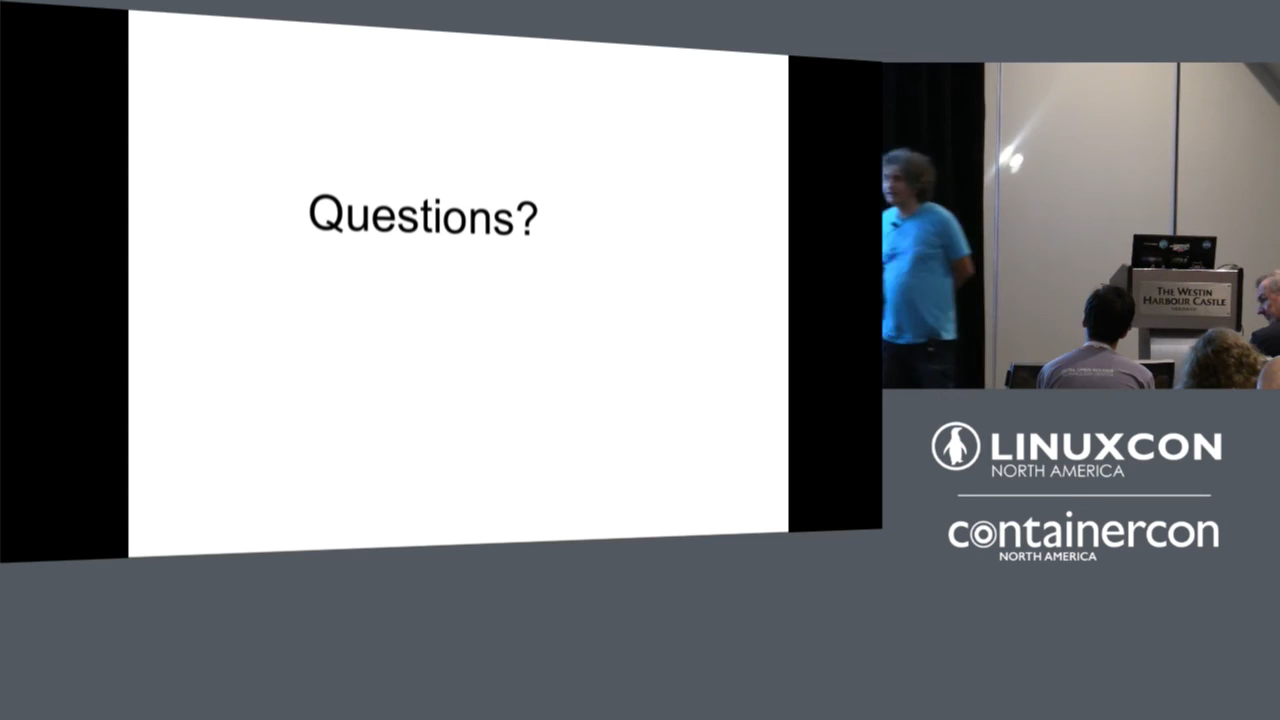 Questions?
THE WESTIN
HARBOUR CASTLE
LINUXCON
NORTH AMERICA
containercon
NORTH AMERICA